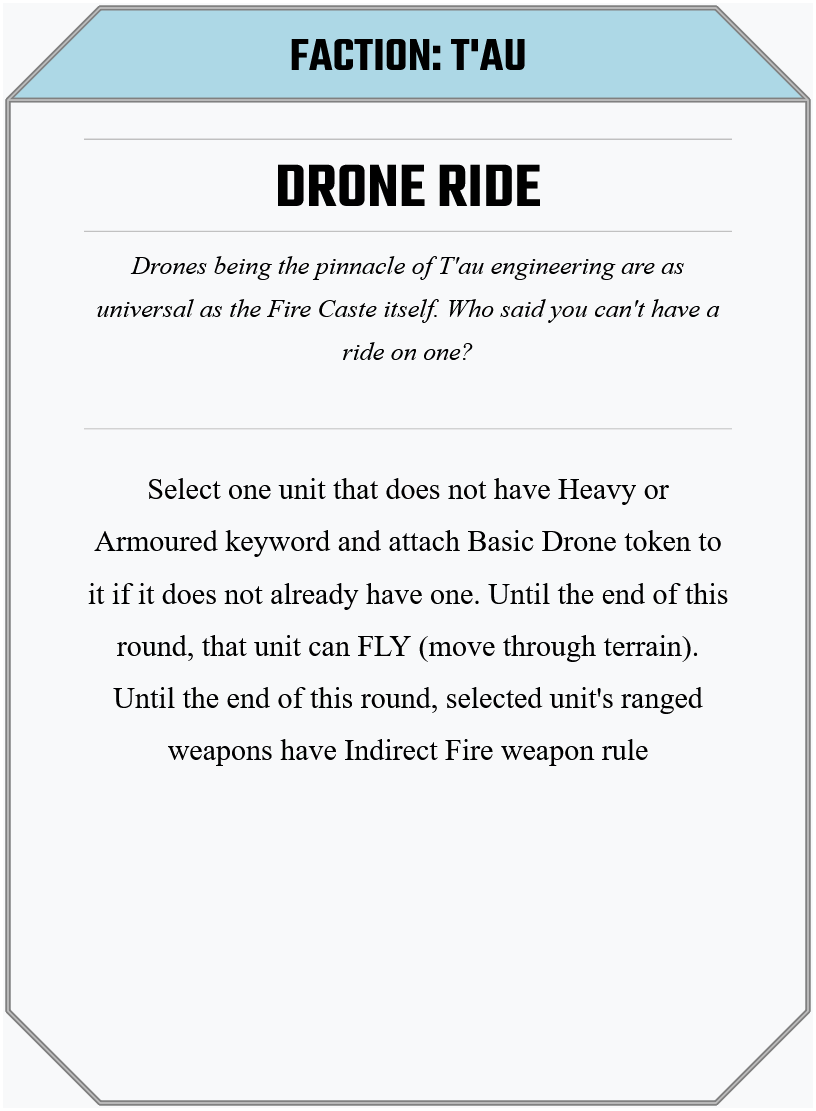 FACTION: T'AU
DRONE RIDE
Drones being the pinnacle of T'au engineering are as
universal as the Fire Caste itself. Who said you can't have a
ride on one?
Select one unit that does not have Heavy or
Armoured keyword and attach Basic Drone token to
it if it does not already have one. Until the end of this
round, that unit can FLY (move through terrain).
Until the end of this round, selected unit's ranged
weapons have Indirect Fire weapon rule